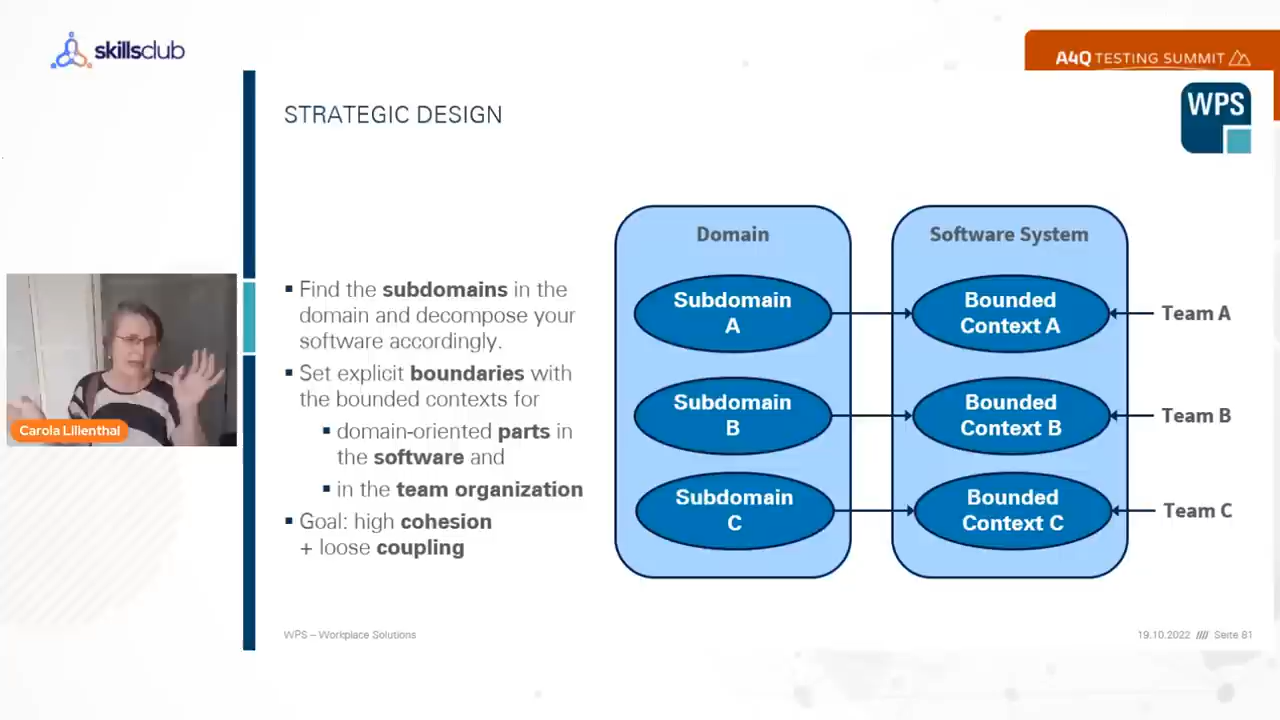 skillsclub
A4Q TESTING SUMMIT
WPS
STRATEGIC DESIGN
▪ Find the subdomains in the
domain and decompose your
software accordingly.
▪ Set explicit boundaries with
the bounded contexts for
▪ domain-oriented parts in
the software and
▪ in the team organization
▪ Goal: high cohesion
+ loose coupling
Domain
Subdomain
A
Subdomain
B
Subdomain
C
Software System
Bounded
Context A
Bounded
Context B
Bounded
Context C
Team A
Team B
Team C
Carola Lilienthal
WPS – Workplace Solutions
19.10.2022 //// Seite 81